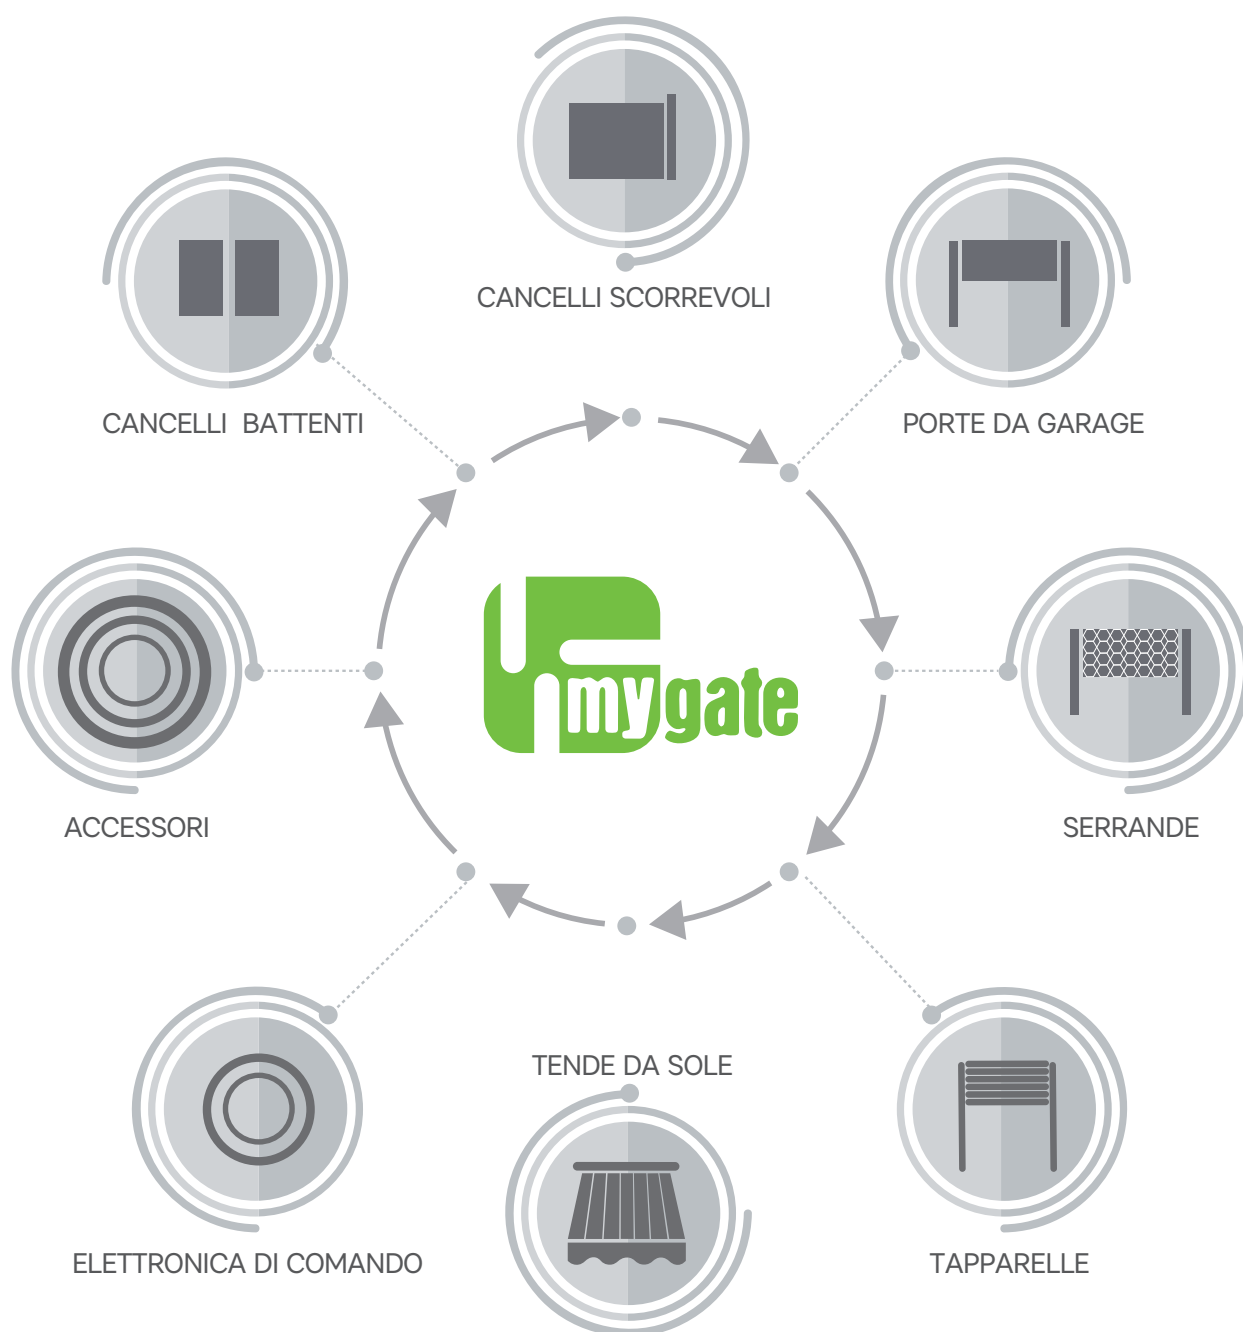 CANCELLI SCORREVOLI
CANCELLI  BATTENTI
PORTE DA GARAGE
mygate
ACCESSORI
SERRANDE
TENDE DA SOLE
ELETTRONICA DI COMANDO
TAPPARELLE